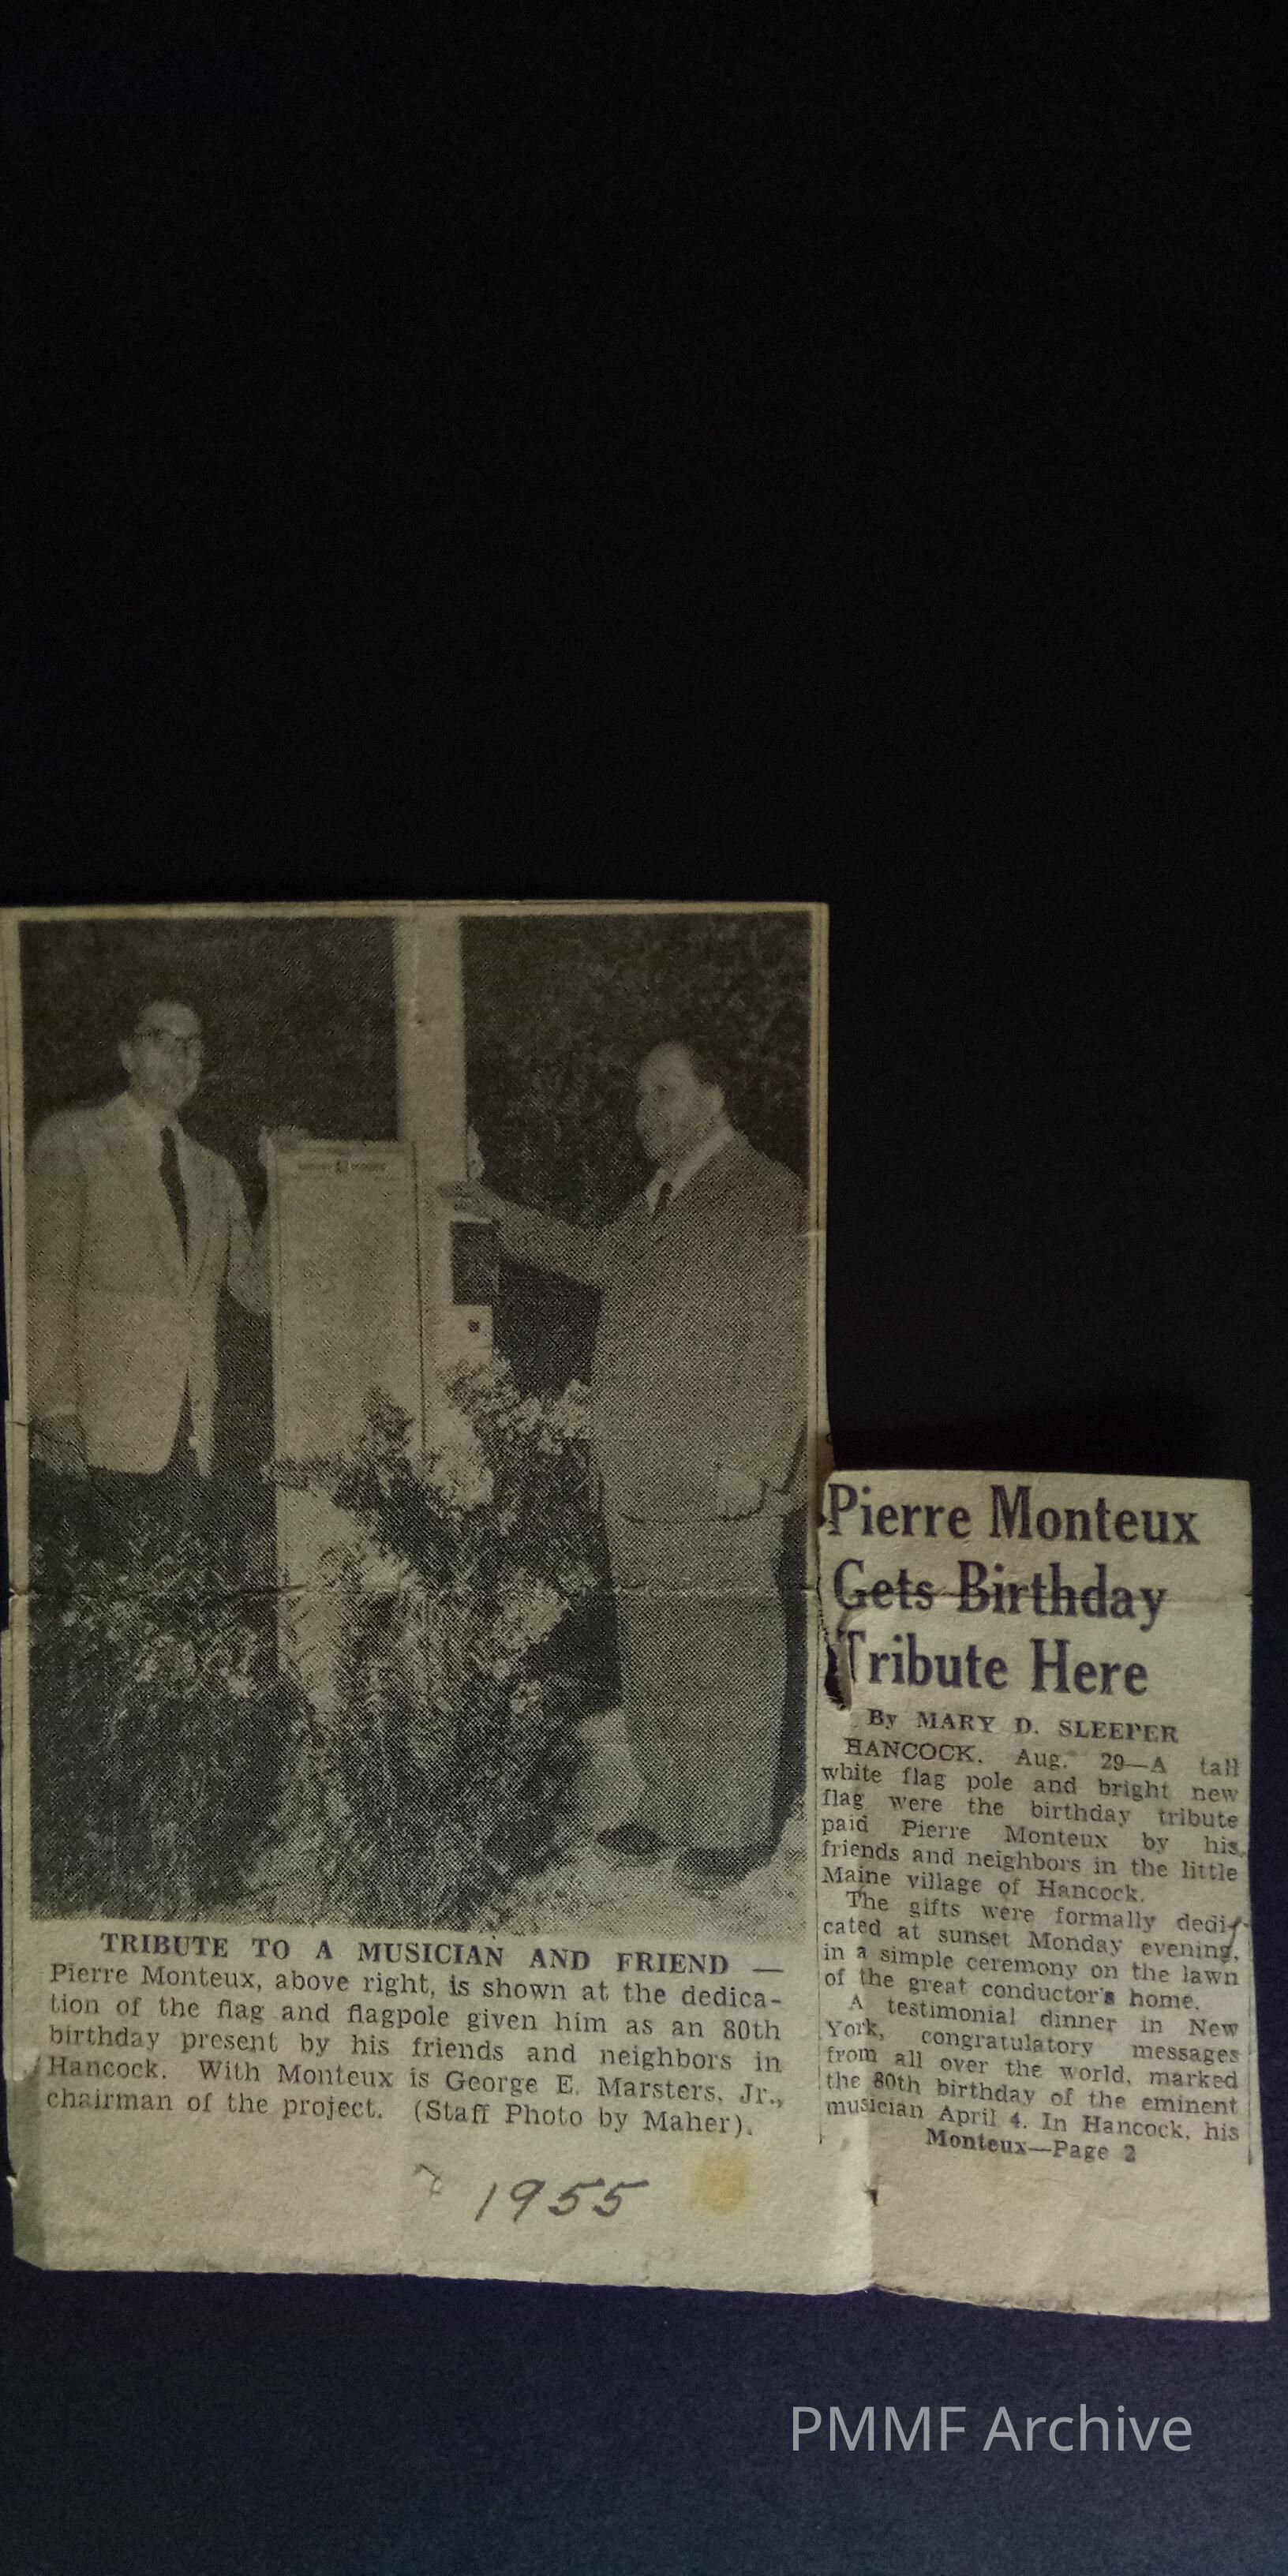 TRIBUTE TO A MUSICIAN AND FRIEND —
Pierre Monteux, above right, is shown at the dedica-
tion of the flag and flagpole given him as an 80th
birthday present by his friends and neighbors in
Hancock. With Monteux is George E. Marsters, Jr.,
chairman of the project. (Staff Photo by Maher).
1955
Pierre Monteux
Gets Birthday
Tribute Here
By MARY D. SLEEPER
HANCOCK, Aug. 29—A tall
white flag pole and bright new
flag were the birthday tribute
paid Pierre Monteux by his
friends and neighbors in the little
Maine village of Hancock.
The gifts were formally dedi-
cated at sunset Monday evening,
in a simple ceremony on the lawn
of the great conductor's home.
A testimonial dinner in New
York, congratulatory messages
from all over the world, marked
the 80th birthday of the eminent
musician April 4. In Hancock, his
Monteux—Page 2
PMMF Archive